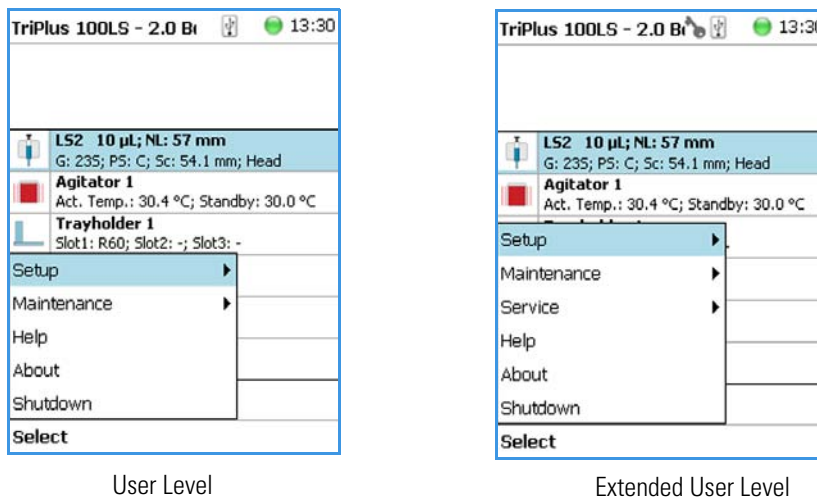 TriPlus 100LS - 2.0 B 13:30
LS2 10 µL; NL: 57 mm
G: 235; PS: C; Sc: 54.1 mm; Head
Agitator 1
Act. Temp.: 30.4 °C; Standby: 30.0 °C
Trayholder 1
Slot1: R60; Slot2: -; Slot3: -
Setup
Maintenance
Help
About
Shutdown
Select
User Level
TriPlus 100LS - 2.0 B 13:30
LS2 10 µL; NL: 57 mm
G: 235; PS: C; Sc: 54.1 mm; Head
Agitator 1
Act. Temp.: 30.4 °C; Standby: 30.0 °C
Setup
Maintenance
Service
Help
About
Shutdown
Select
Extended User Level